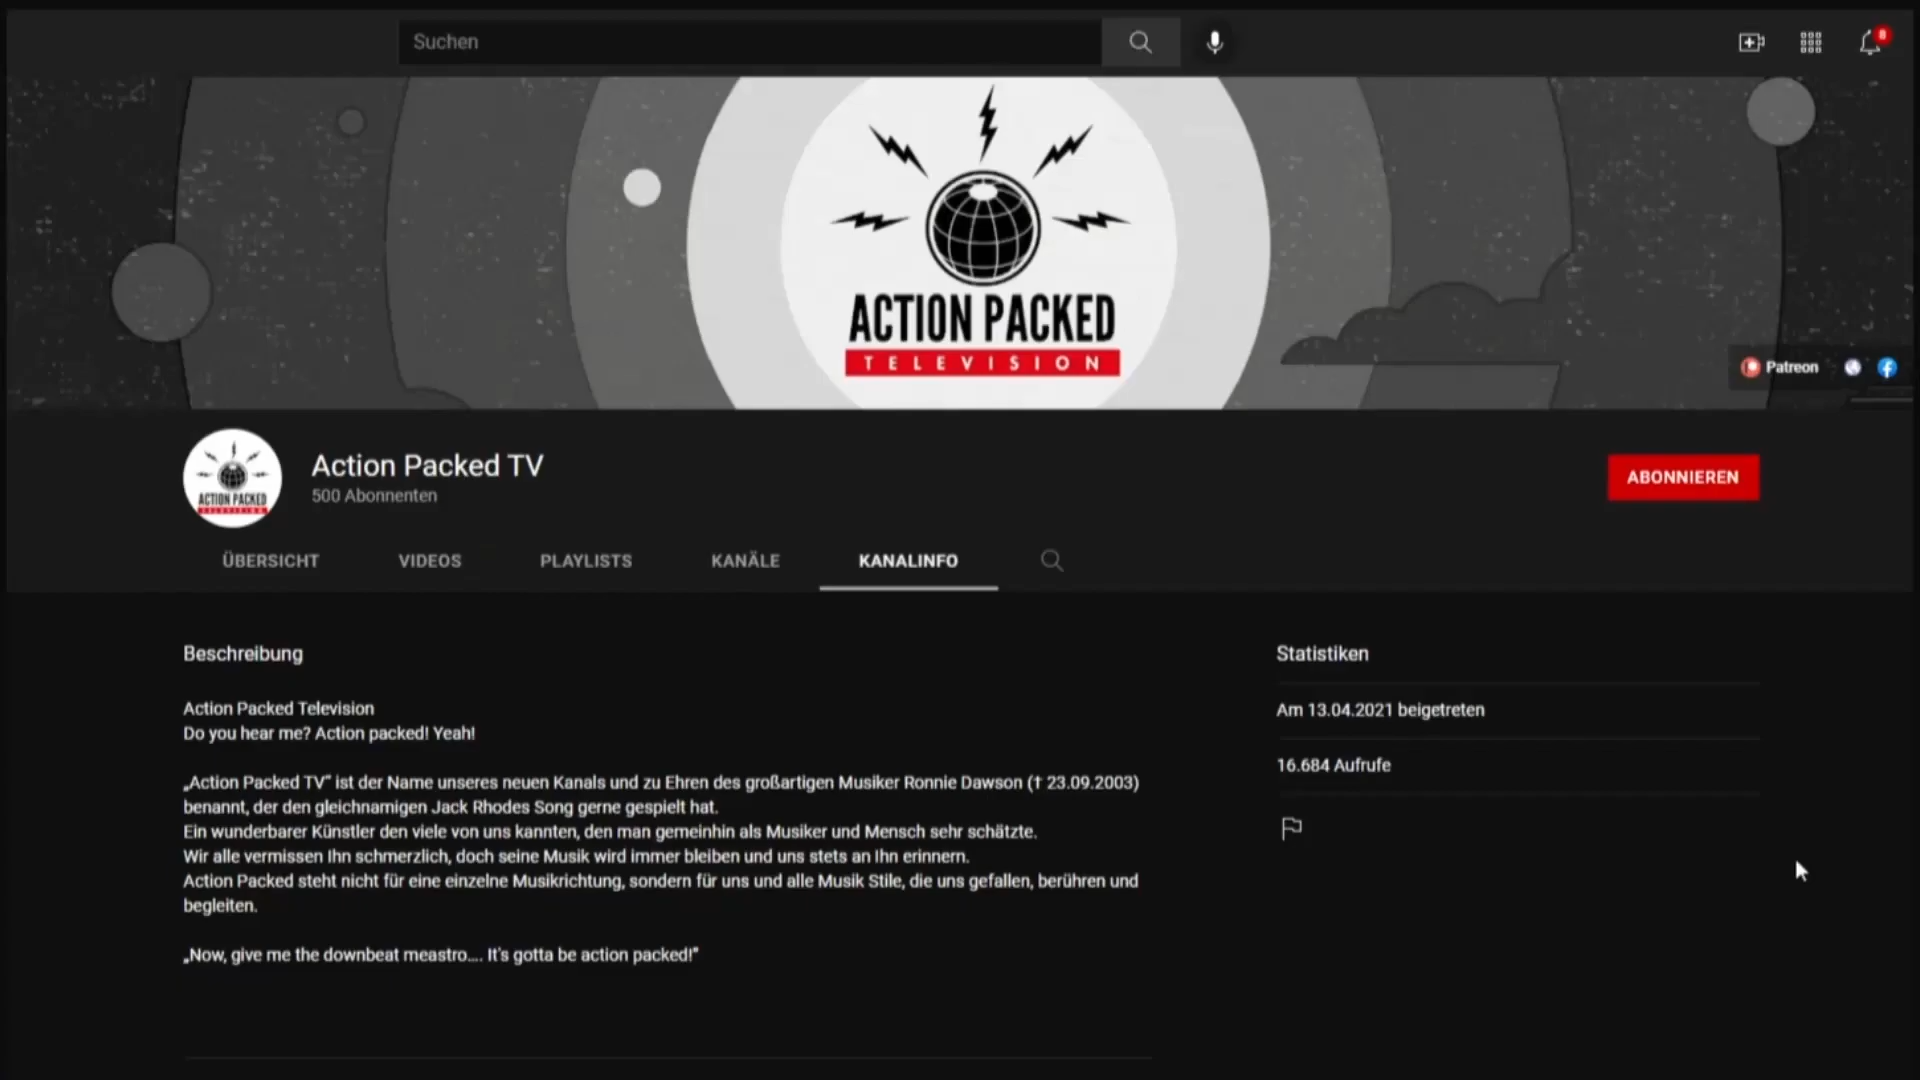 Suchen
8
ACTION PACKED
TELEVISION
Patreon
ACTION PACKED
TELEVISION
Action Packed TV
500 Abonnenten
ABONNIEREN
ÜBERSICHT VIDEOS PLAYLISTS KANÄLE KANALINFO
Beschreibung
Statistiken
Action Packed Television
Do you hear me? Action packed! Yeah!
Am 13.04.2021 beigetreten
16.684 Aufrufe
„Action Packed TV“ ist der Name unseres neuen Kanals und zu Ehren des großartigen Musiker Ronnie Dawson († 23.09.2003)
benannt, der den gleichnamigen Jack Rhodes Song gerne gespielt hat.
Ein wunderbarer Künstler den viele von uns kannten, den man gemeinhin als Musiker und Mensch sehr schätzte.
Wir alle vermissen Ihn schmerzlich, doch seine Musik wird immer bleiben und uns stets an Ihn erinnern.
Action Packed steht nicht für eine einzelne Musikrichtung, sondern für uns und alle Musik Stile, die uns gefallen, berühren und
begleiten.
„Now, give me the downbeat meastro.... It's gotta be action packed!“